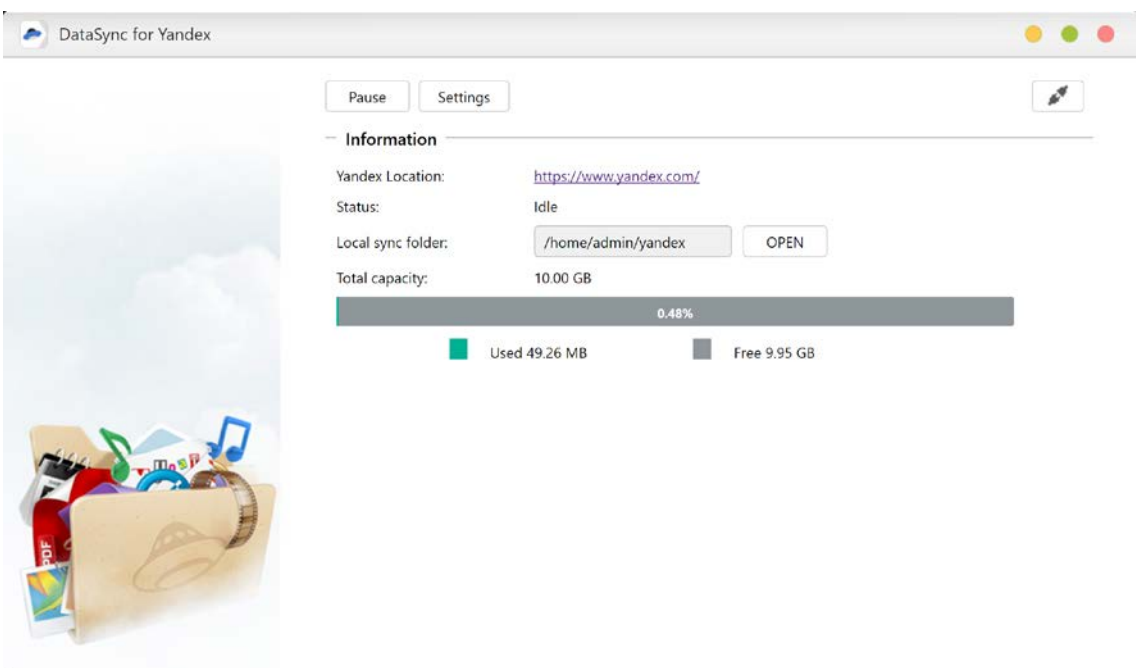 DataSync for Yandex
Pause Settings
Information
Yandex Location: https://www.yandex.com/
Status: Idle
Local sync folder: /home/admin/yandex OPEN
Total capacity: 10.00 GB
0.48%
Used 49.26 MB Free 9.95 GB
PDF